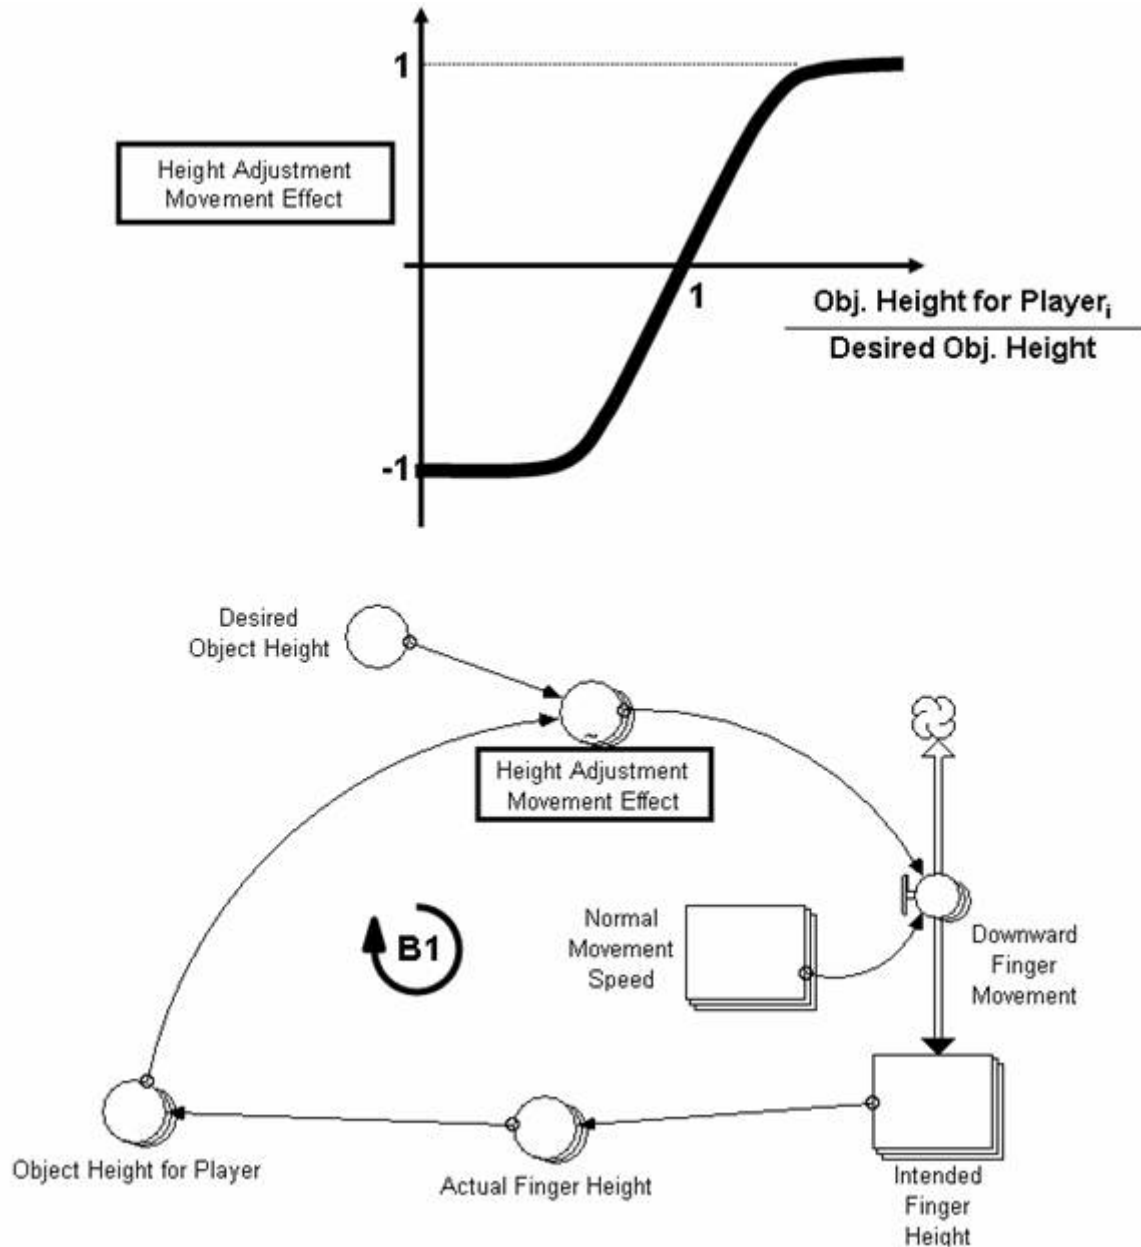 1
Height Adjustment
Movement Effect
1
Obj. Height for Playerᵢ
Desired Obj. Height
-1
Desired
Object Height
~
Height Adjustment
Movement Effect
B1
Normal
Movement
Speed
Downward
Finger
Movement
Object Height for Player
Actual Finger Height
Intended
Finger
Height